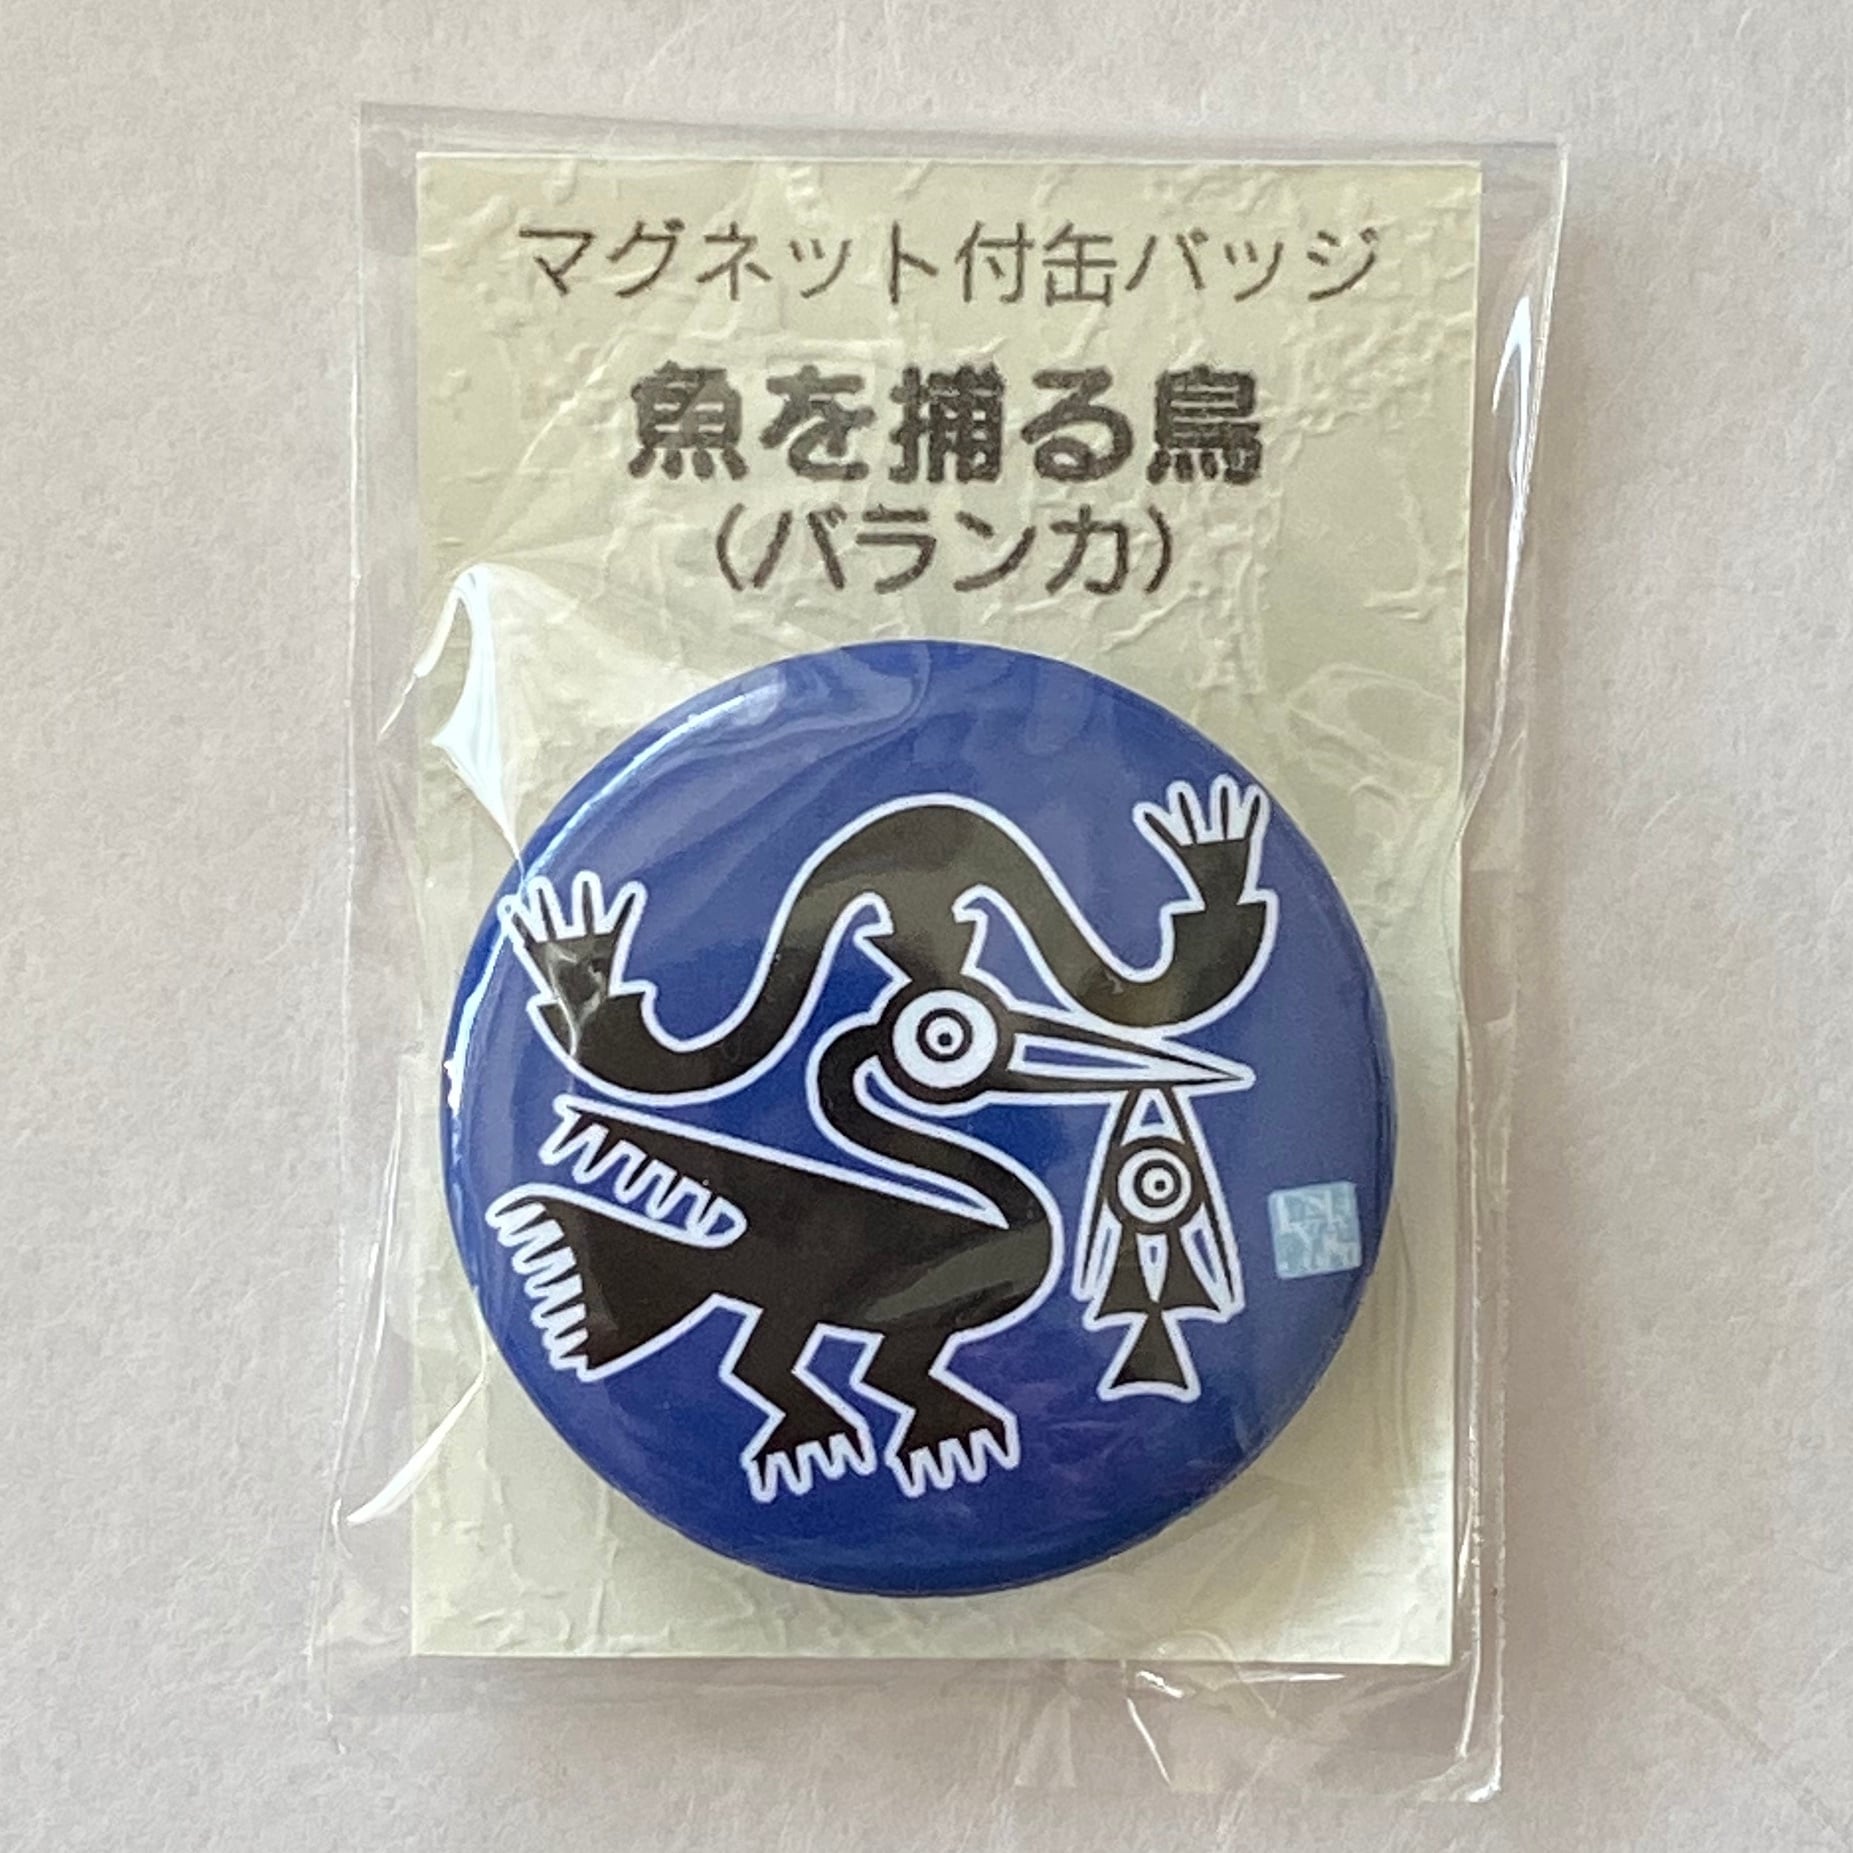 マグネット付缶バッジ
魚を捕る鳥
（バランカ）